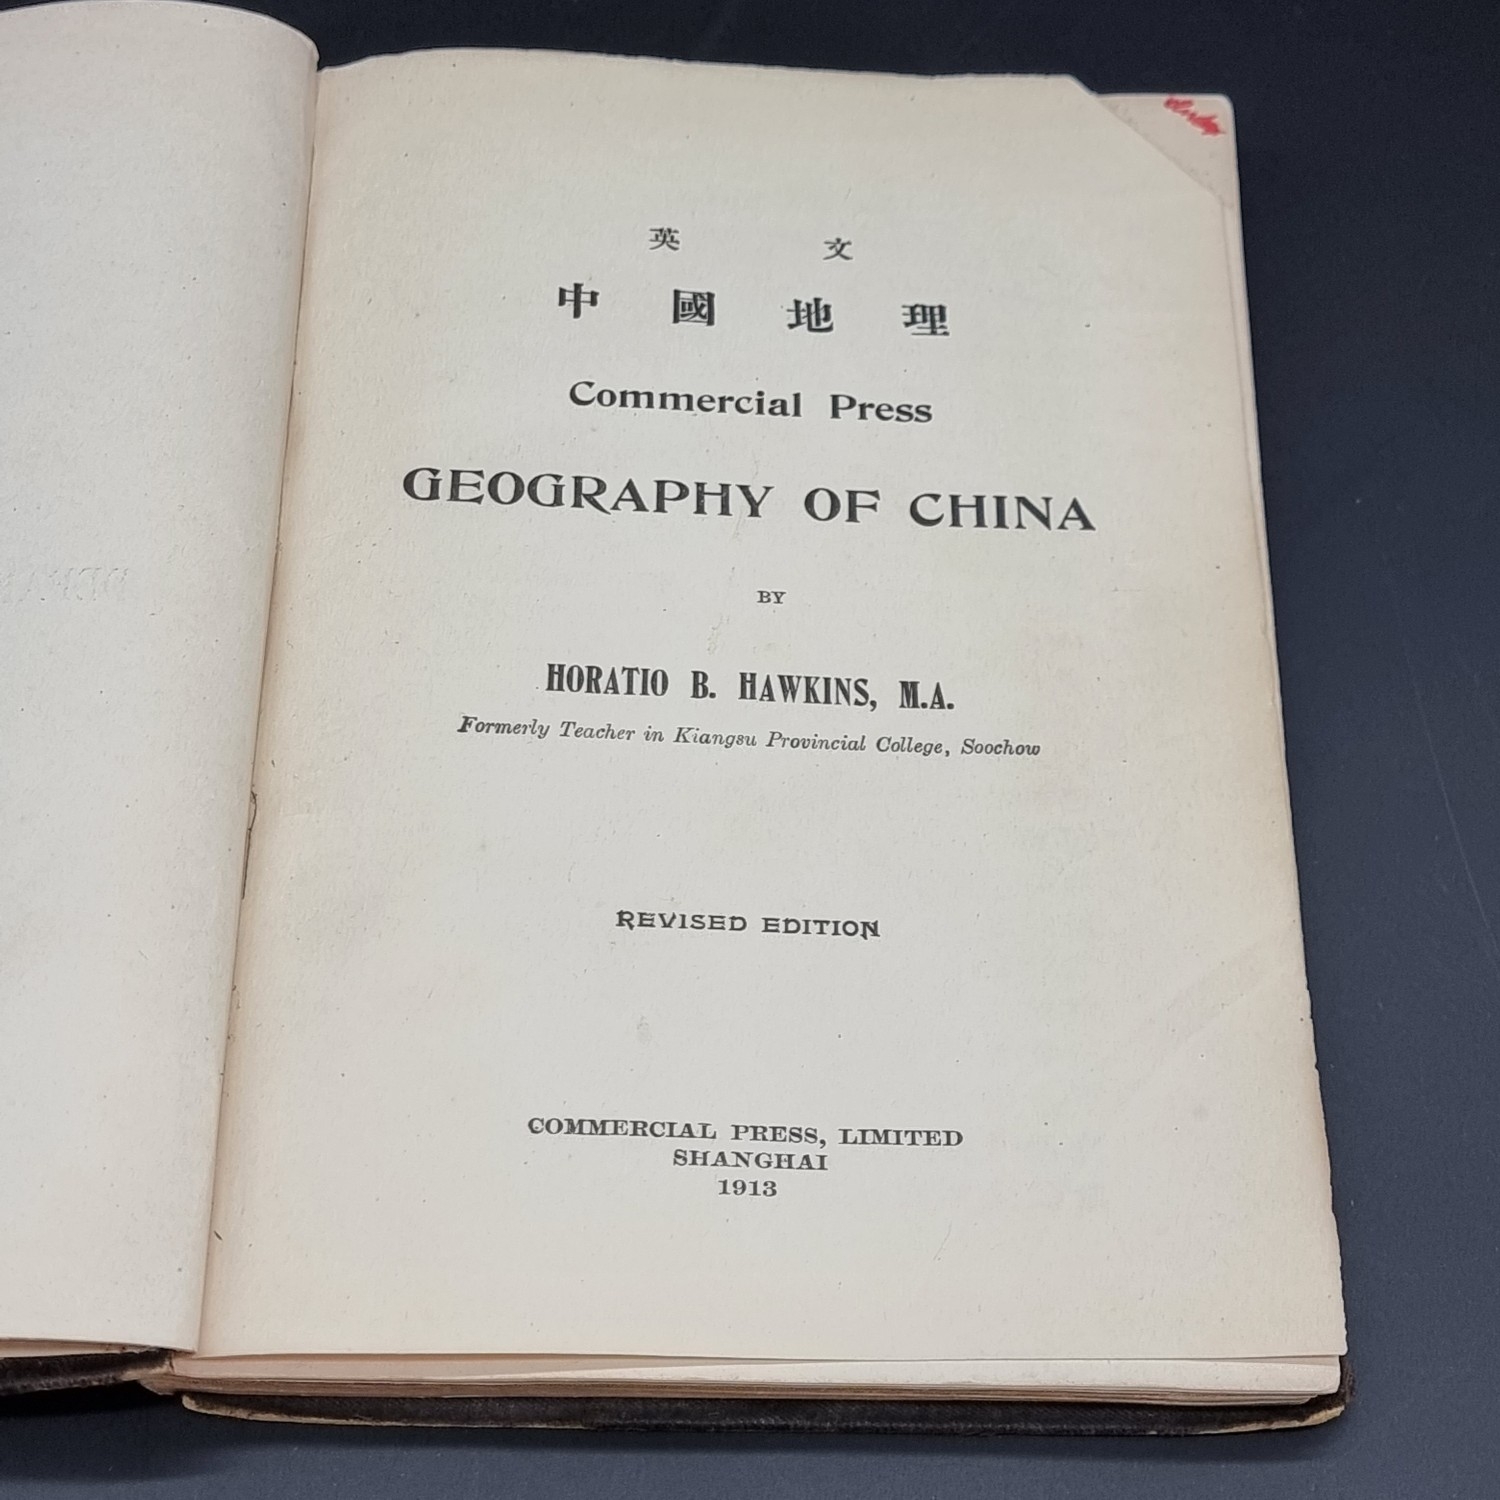 英 文
中 國 地 理
Commercial Press
GEOGRAPHY OF CHINA
BY
HORATIO B. HAWKINS, M.A.
Formerly Teacher in Kiangsu Provincial College, Soochow
REVISED EDITION
COMMERCIAL PRESS, LIMITED
SHANGHAI
1913